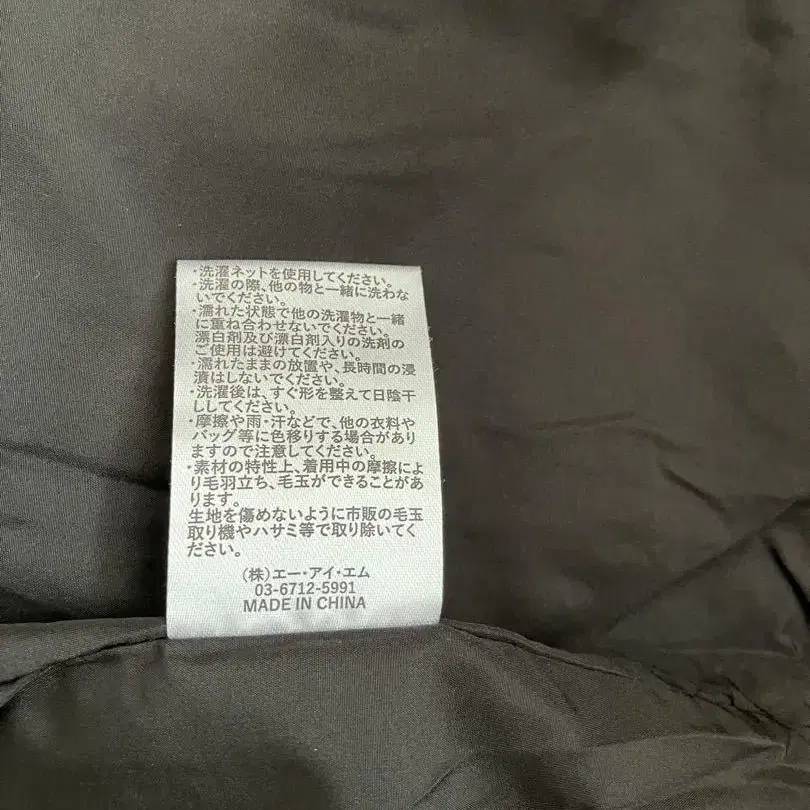 ・洗濯ネットを使用してください。
・洗濯の際、他の物と一緒に洗わな
いでください。
・濡れた状態で他の洗濯物と一緒
に重ね合わせないでください。
漂白剤及び漂白剤入りの洗剤の
ご使用は避けてください。
・濡れたままの放置や、長時間の浸
漬はしないでください。
・洗濯後は、すぐ形を整えて日陰干
ししてください。
・摩擦や雨・汗などで、他の衣料や
バッグ等に色移りする場合があり
ますので注意してください。
・素材の特性上、着用中の摩擦によ
り毛羽立ち、毛玉ができることがあ
ります。
生地を傷めないように市販の毛玉
取り機やハサミ等で取り除いてく
ださい。
（株）エー・アイ・エム
03-6712-5991
MADE IN CHINA